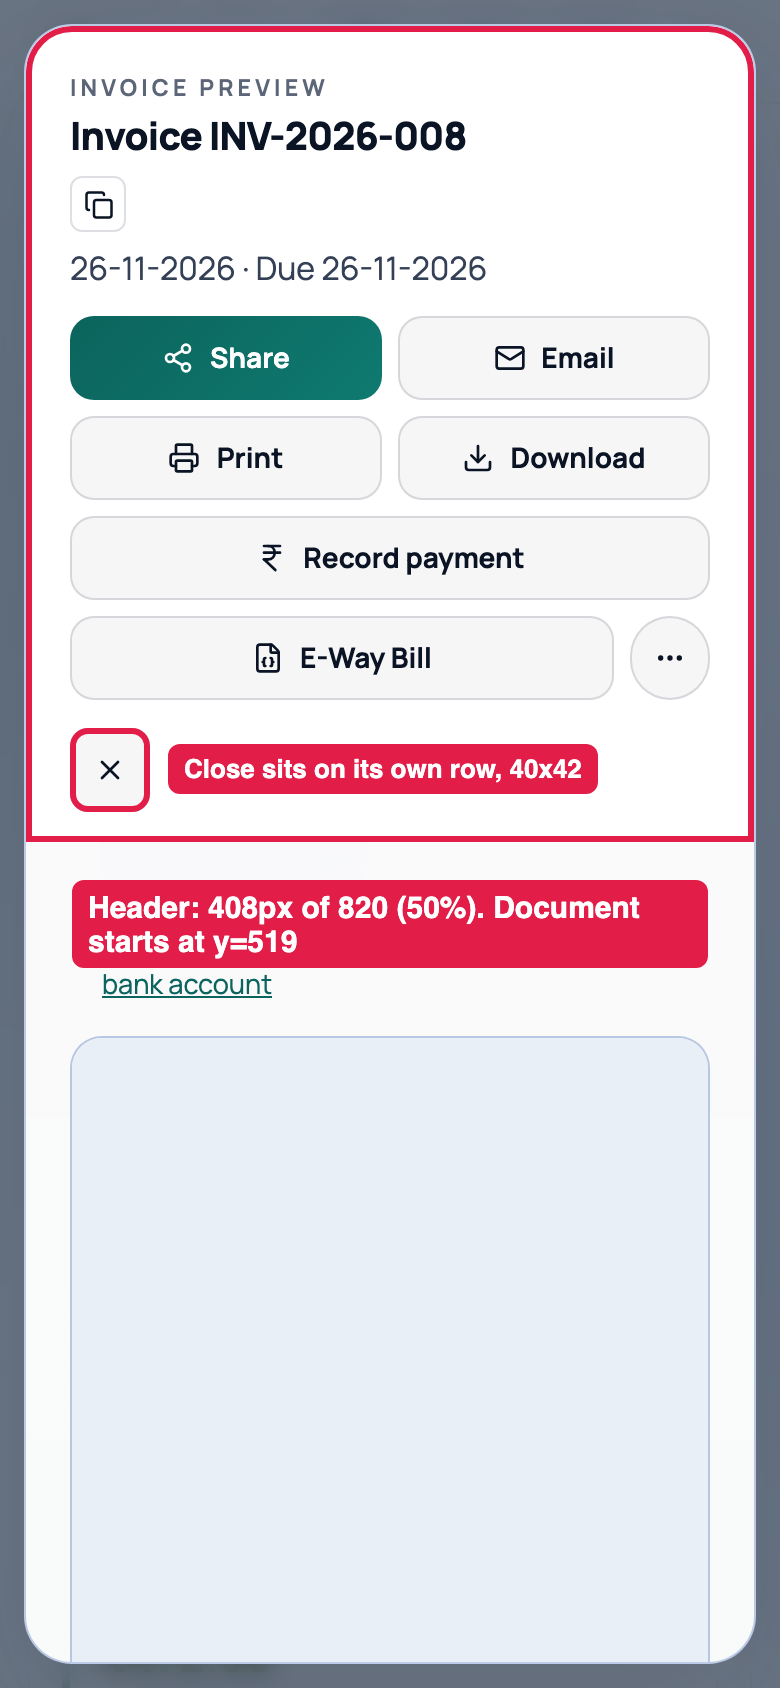 INVOICE PREVIEW
Invoice INV-2026-008
26-11-2026 · Due 26-11-2026
Share
Email
Print
Download
Record payment
E-Way Bill
Close sits on its own row, 40x42
Header: 408px of 820 (50%). Document
starts at y=519
bank account